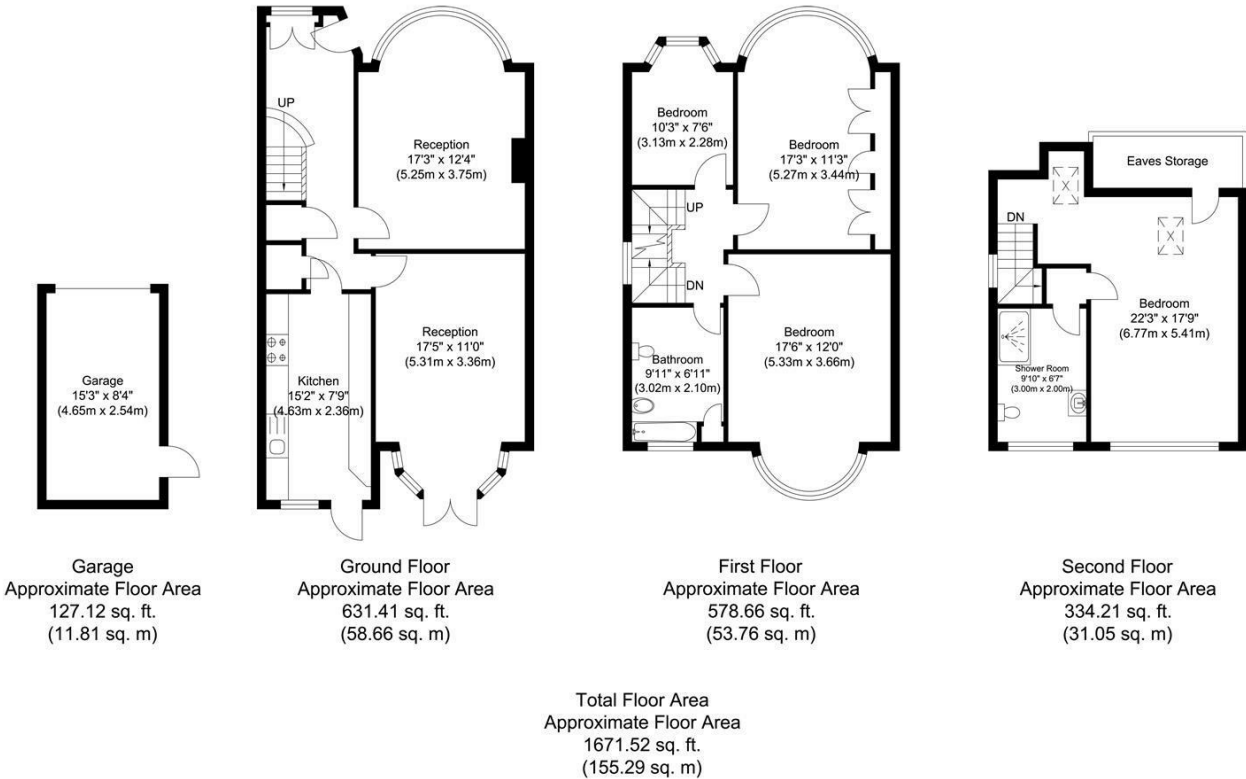 Garage
15'3" x 8'4"
(4.65m x 2.54m)
Garage
Approximate Floor Area
127.12 sq. ft.
(11.81 sq. m)
UP
Reception
17'3" x 12'4"
(5.25m x 3.75m)
Reception
17'5" x 11'0"
(5.31m x 3.36m)
Kitchen
15'2" x 7'9"
(4.63m x 2.36m)
Ground Floor
Approximate Floor Area
631.41 sq. ft.
(58.66 sq. m)
Bedroom
10'3" x 7'6"
(3.13m x 2.28m)
Bedroom
17'3" x 11'3"
(5.27m x 3.44m)
UP
DN
Bedroom
17'6" x 12'0"
(5.33m x 3.66m)
Bathroom
9'11" x 6'11"
(3.02m x 2.10m)
First Floor
Approximate Floor Area
578.66 sq. ft.
(53.76 sq. m)
Eaves Storage
DN
Bedroom
22'3" x 17'9"
(6.77m x 5.41m)
Shower Room
9'10" x 6'7"
(3.00m x 2.00m)
Second Floor
Approximate Floor Area
334.21 sq. ft.
(31.05 sq. m)
Total Floor Area
Approximate Floor Area
1671.52 sq. ft.
(155.29 sq. m)